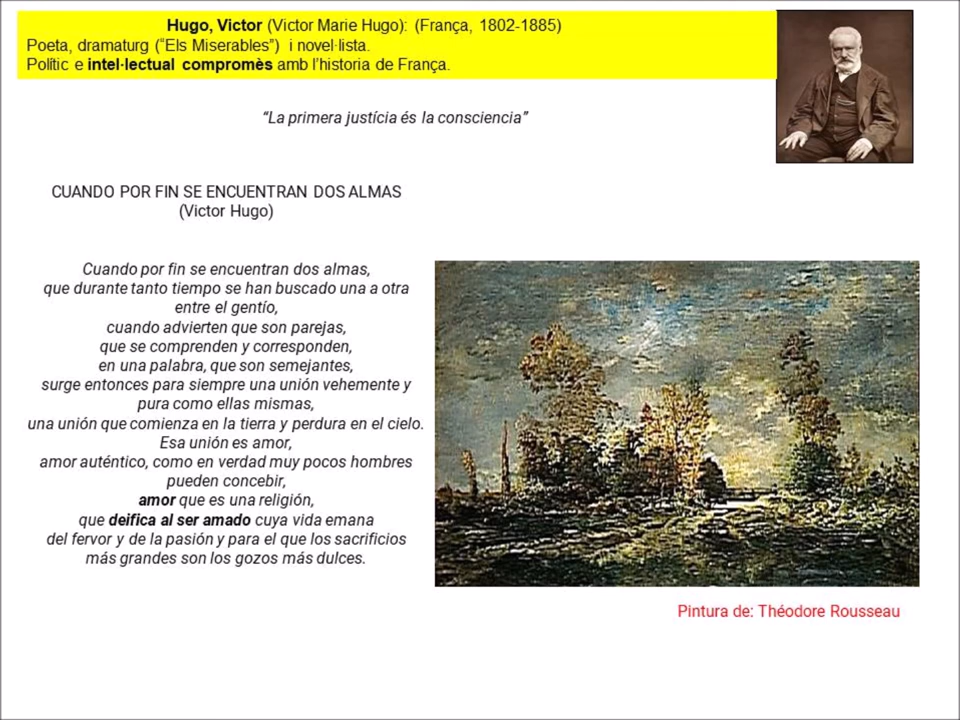 Hugo, Victor (Victor Marie Hugo): (França, 1802-1885)
Poeta, dramaturg (“Els Miserables”) i novel·lista.
Polític e intel·lectual compromès amb l’historia de França.
“La primera justícia és la consciencia”
CUANDO POR FIN SE ENCUENTRAN DOS ALMAS
(Victor Hugo)
Cuando por fin se encuentran dos almas,
que durante tanto tiempo se han buscado una a otra
entre el gentío,
cuando advierten que son parejas,
que se comprenden y corresponden,
en una palabra, que son semejantes,
surge entonces para siempre una unión vehemente y
pura como ellas mismas,
una unión que comienza en la tierra y perdura en el cielo.
Esa unión es amor,
amor auténtico, como en verdad muy pocos hombres
pueden concebir,
amor que es una religión,
que deifica al ser amado cuya vida emana
del fervor y de la pasión y para el que los sacrificios
más grandes son los gozos más dulces.
Pintura de: Théodore Rousseau